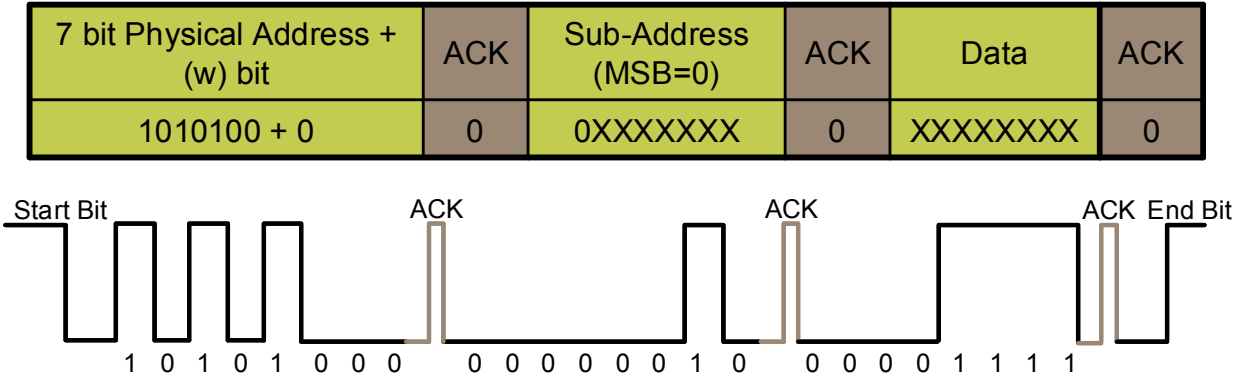 7 bit Physical Address + (w) bit ACK Sub-Address (MSB=0) ACK Data ACK
1010100 + 0 0 0XXXXXXX 0 XXXXXXXX 0
Start Bit ACK ACK ACK End Bit
1 0 1 0 1 0 0 0 0 0 0 0 0 0 1 0 0 0 0 0 1 1 1 1